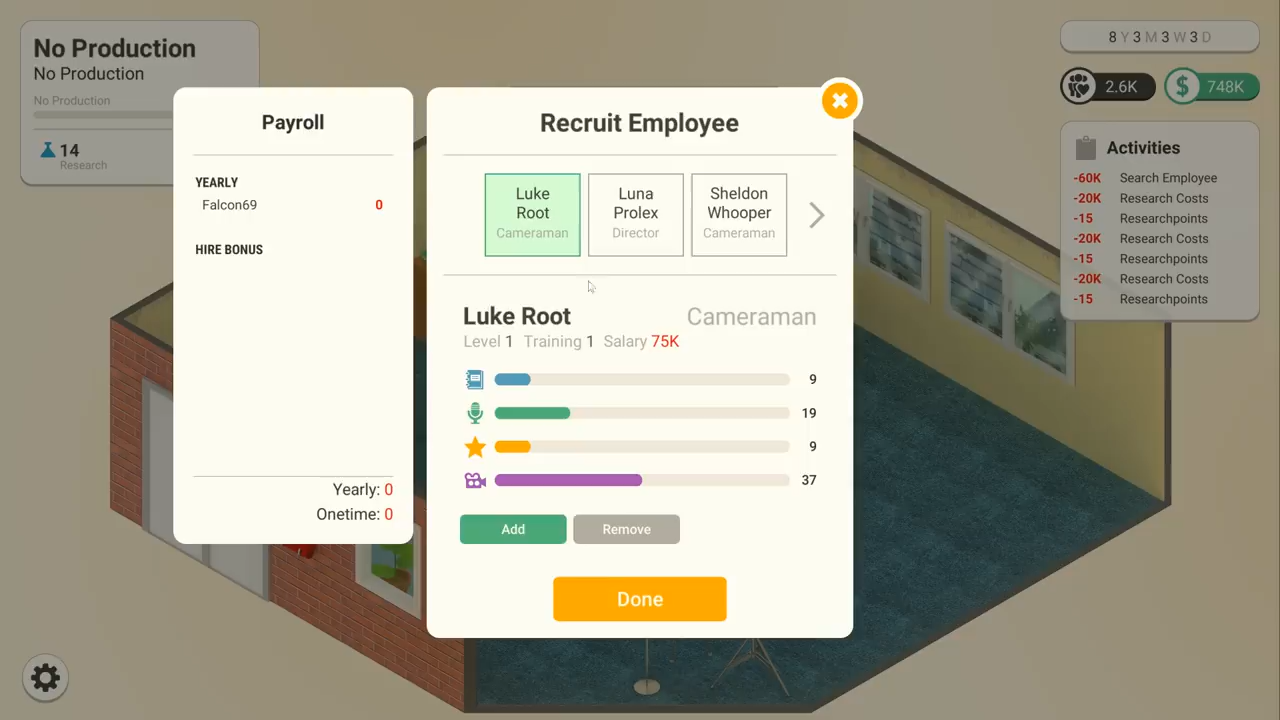 No Production
No Production
No Production
14
Research
Payroll
YEARLY
Falcon69 0
HIRE BONUS
Yearly: 0
Onetime: 0
Recruit Employee
Luke
Root
Cameraman
Luna
Prolex
Director
Sheldon
Whooper
Cameraman
Luke Root Cameraman
Level 1 Training 1 Salary 75K
9
19
9
37
Add
Remove
Done
8 Y 3 M 3 W 3 D
2.6K
$ 748K
Activities
-60K Search Employee
-20K Research Costs
-15 Researchpoints
-20K Research Costs
-15 Researchpoints
-20K Research Costs
-15 Researchpoints